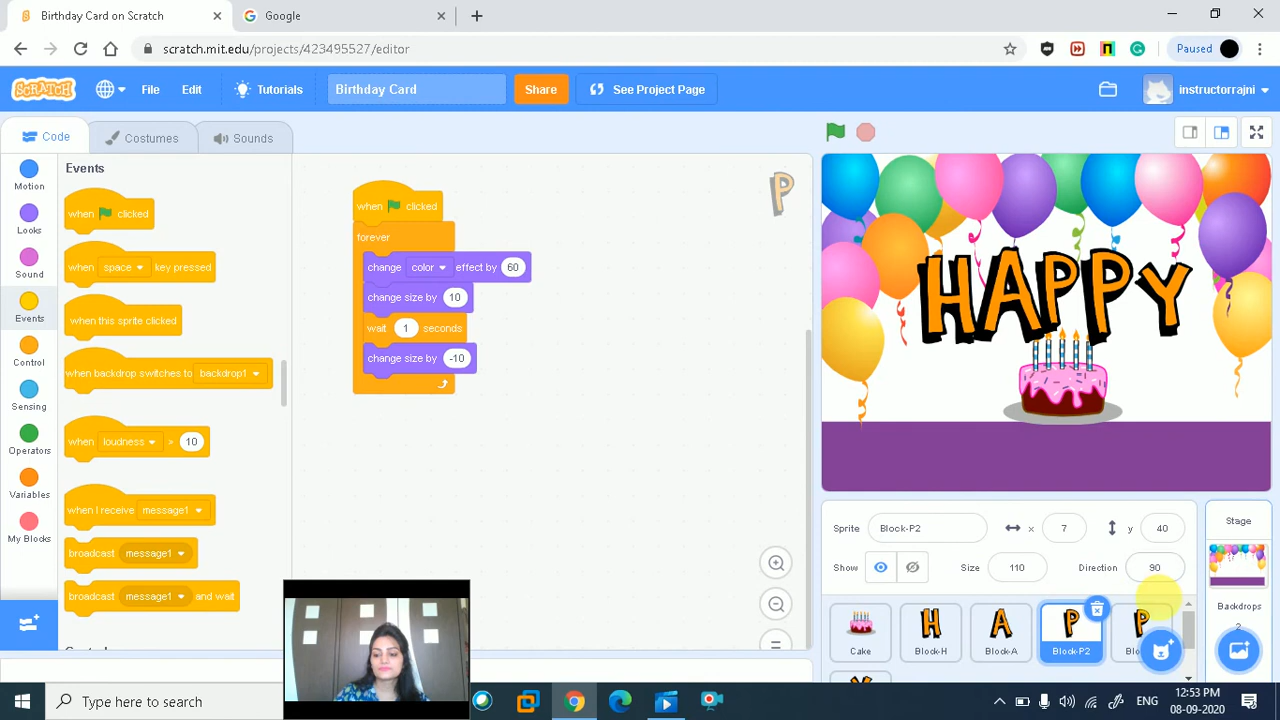 Birthday Card on Scratch
Google
scratch.mit.edu/projects/423495527/editor
Paused
SCRATCH
File
Edit
Tutorials
Birthday Card
Share
See Project Page
instructorrajni
Code
Costumes
Sounds
Motion
Looks
Sound
Events
Control
Sensing
Operators
Variables
My Blocks
Events
when clicked
when space key pressed
when this sprite clicked
when backdrop switches to backdrop1
when loudness > 10
when I receive message1
broadcast message1
broadcast message1 and wait
when clicked
forever
change color effect by 60
change size by 10
wait 1 seconds
change size by -10
P
HAPPY
Sprite Block-P2 x 7 y 40
Show Size 110 Direction 90
Stage
Backdrops
2
Cake
H
Block-H
A
Block-A
P
Block-P2
P
Type here to search
ENG
12:53 PM
08-09-2020